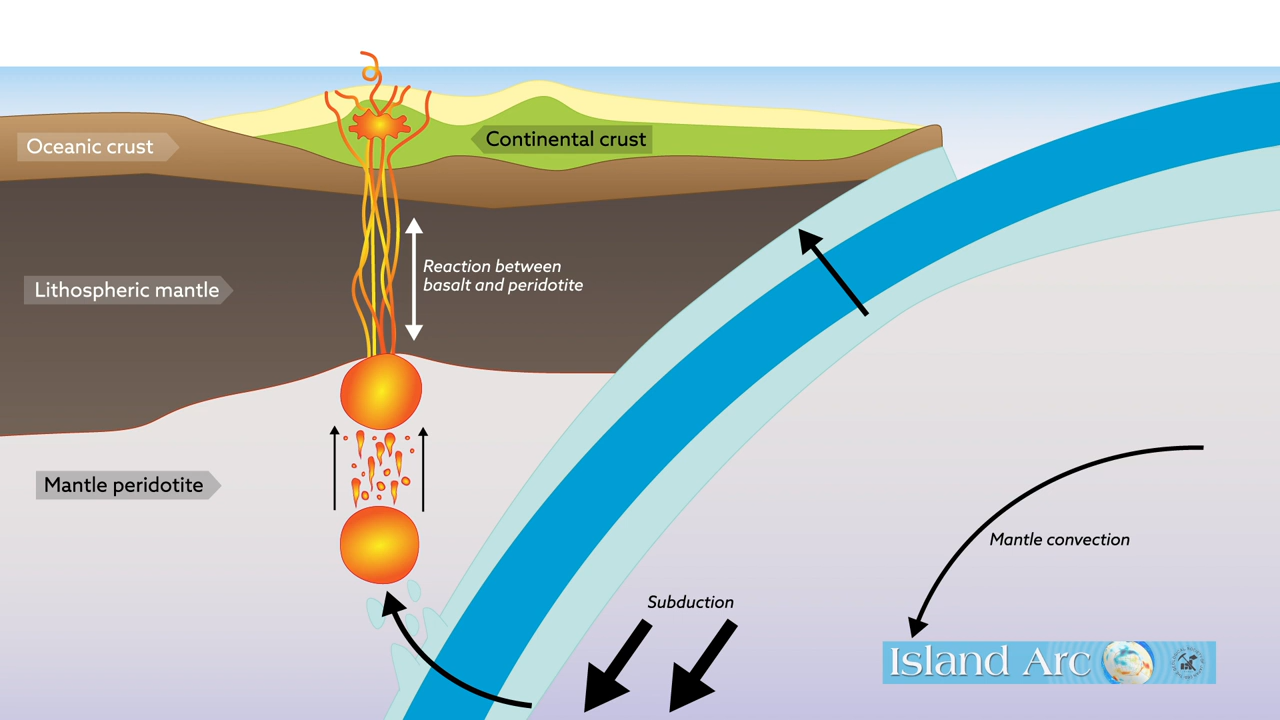 Oceanic crust
Continental crust
Lithospheric mantle
Reaction between
basalt and peridotite
Mantle peridotite
Mantle convection
Subduction
Island Arc